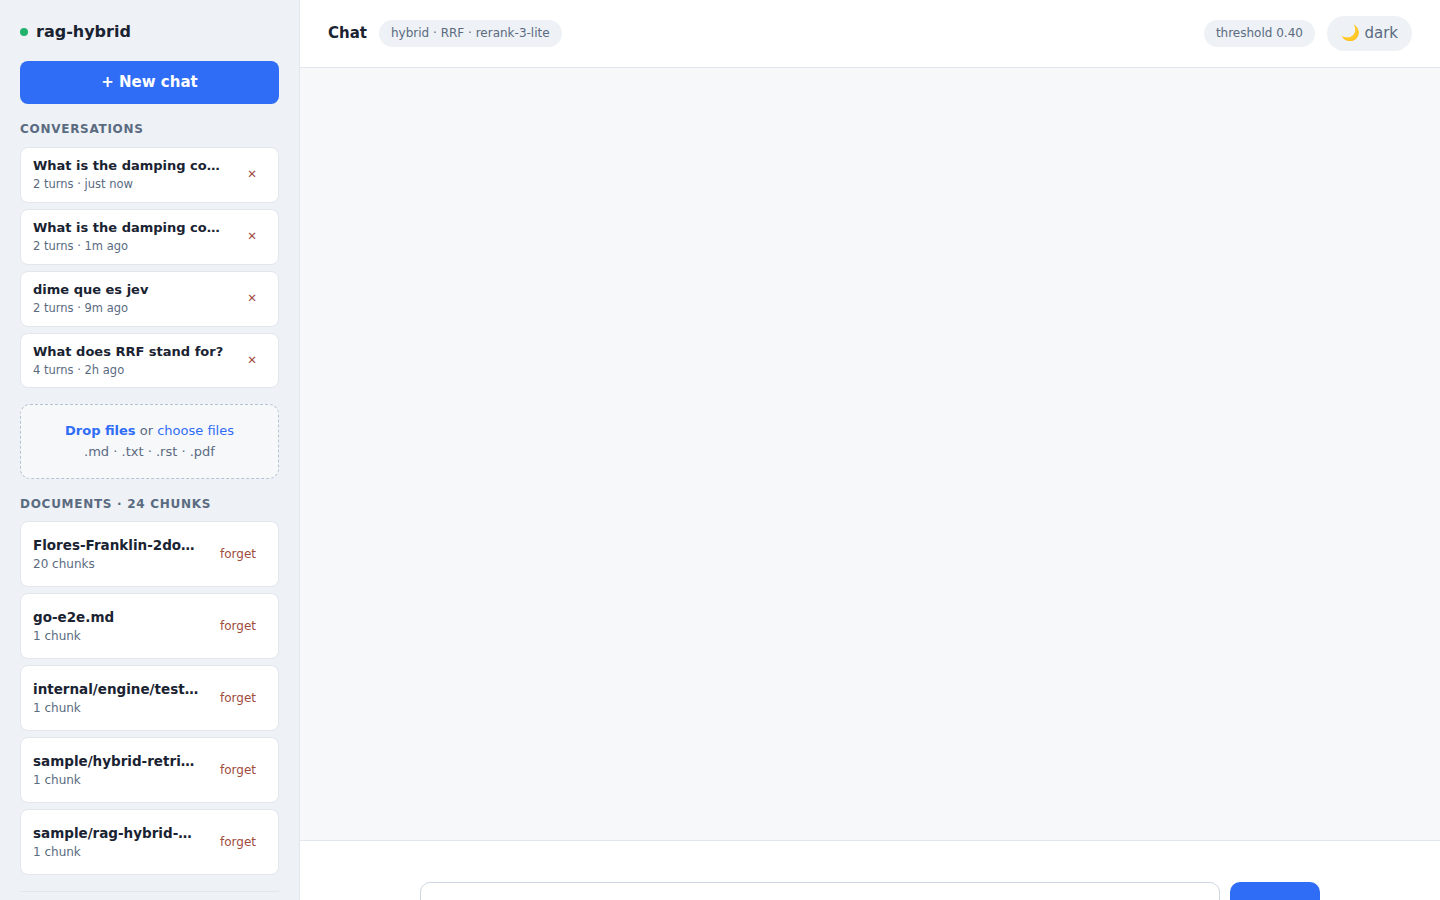 rag-hybrid
+ New chat
CONVERSATIONS
What is the damping co…
2 turns · just now
×
What is the damping co…
2 turns · 1m ago
×
dime que es jev
2 turns · 9m ago
×
What does RRF stand for?
4 turns · 2h ago
×
Drop files or choose files
.md · .txt · .rst · .pdf
DOCUMENTS · 24 CHUNKS
Flores-Franklin-2do…
20 chunks
forget
go-e2e.md
1 chunk
forget
internal/engine/test…
1 chunk
forget
sample/hybrid-retri…
1 chunk
forget
sample/rag-hybrid-…
1 chunk
forget
Chat
hybrid · RRF · rerank-3-lite
threshold 0.40
🌙 dark